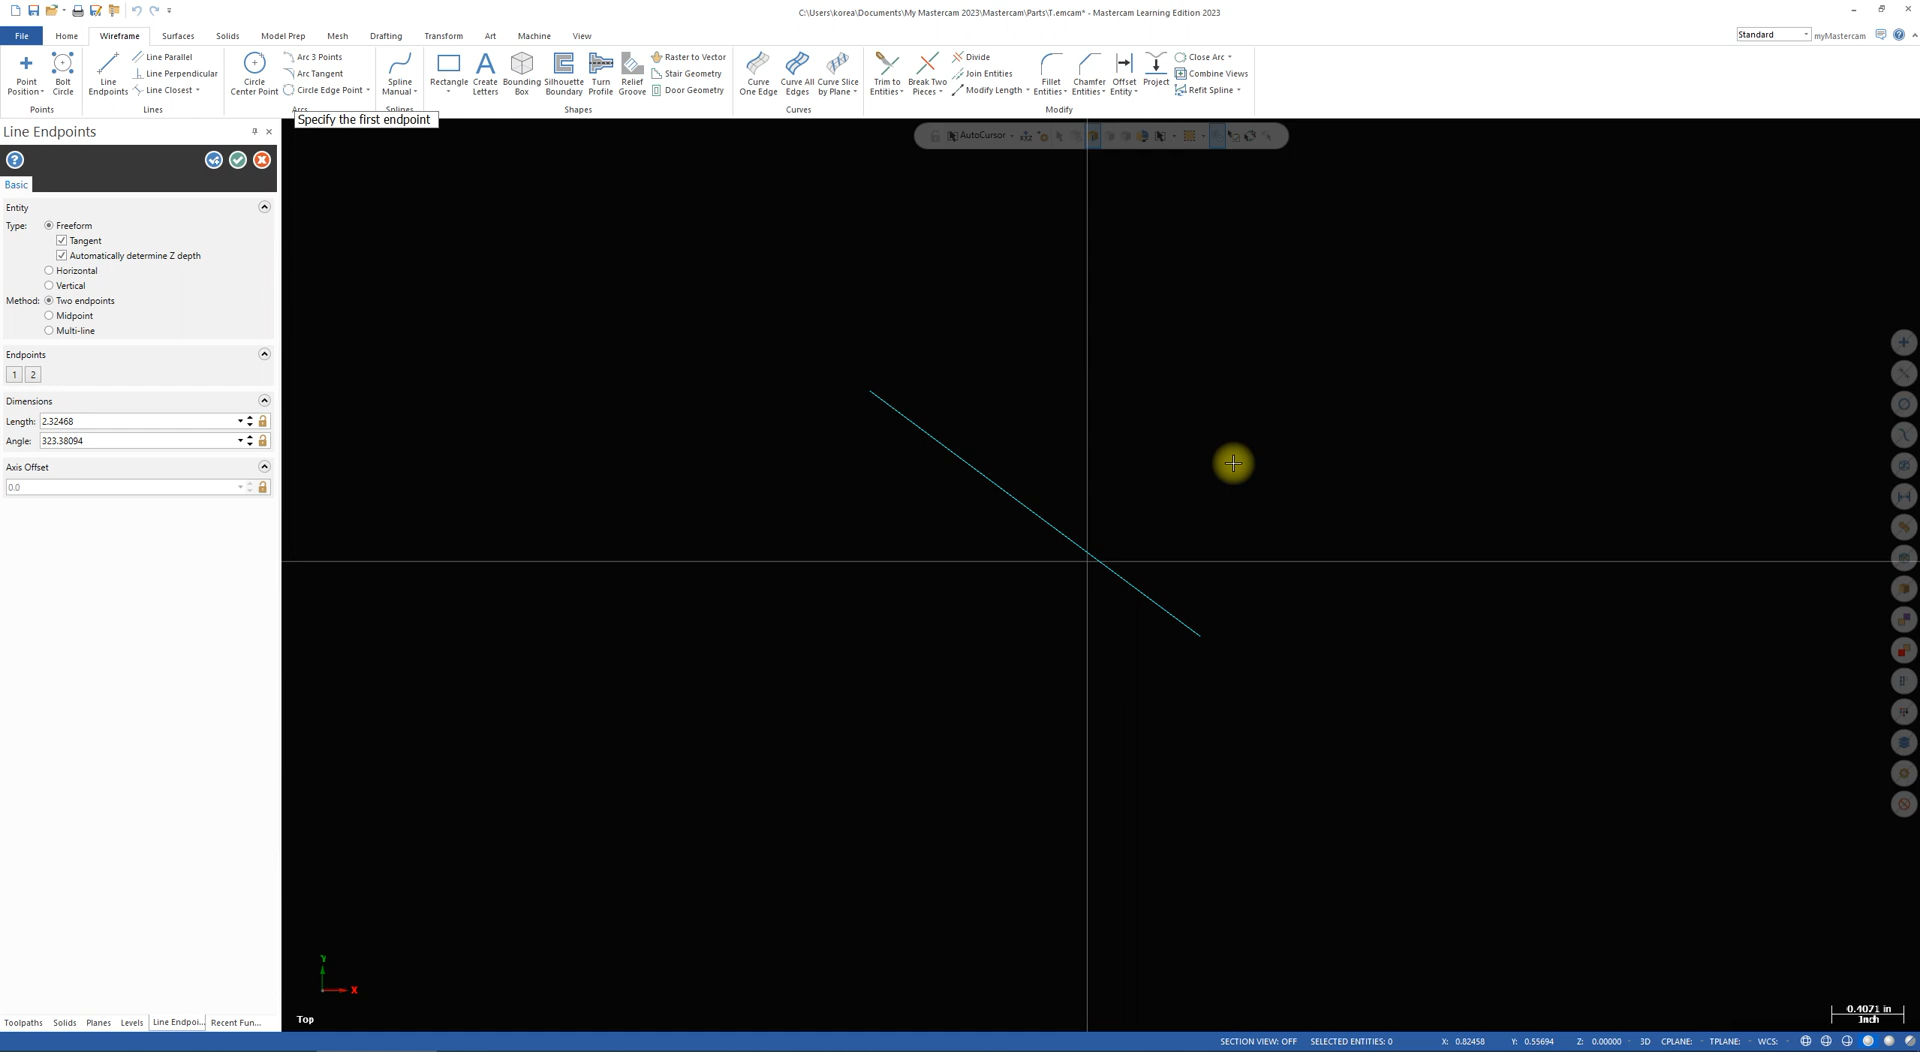 C:\Users\korea\Documents\My Mastercam 2023\Mastercam\Parts\T.emcam* - Mastercam Learning Edition 2023
File Home Wireframe Surfaces Solids Model Prep Mesh Drafting Transform Art Machine View
Standard myMastercam
Point Position
Bolt Circle
Points
Line Endpoints
Line Parallel
Line Perpendicular
Line Closest
Lines
Circle Center Point
Arc 3 Points
Arc Tangent
Circle Edge Point
Arcs
Spline Manual
Splines
Rectangle
Create Letters
Bounding Box
Silhouette Boundary
Turn Profile
Relief Groove
Raster to Vector
Stair Geometry
Door Geometry
Shapes
Curve One Edge
Curve All Edges
Curve Slice by Plane
Curves
Trim to Entities
Break Two Pieces
Divide
Join Entities
Modify Length
Fillet Entities
Chamfer Entities
Offset Entity
Project
Close Arc
Combine Views
Refit Spline
Modify
Specify the first endpoint
AutoCursor
Line Endpoints
Basic
Entity
Type: Freeform
Tangent
Automatically determine Z depth
Horizontal
Vertical
Method: Two endpoints
Midpoint
Multi-line
Endpoints
1 2
Dimensions
Length: 2.32468
Angle: 323.38094
Axis Offset
0.0
Y
X
Top
0.4071 in
Inch
Toolpaths Solids Planes Levels Line Endpoi... Recent Fun...
SECTION VIEW: OFF SELECTED ENTITIES: 0 X: 0.82458 Y: 0.55694 Z: 0.00000 3D CPLANE: TPLANE: WCS: